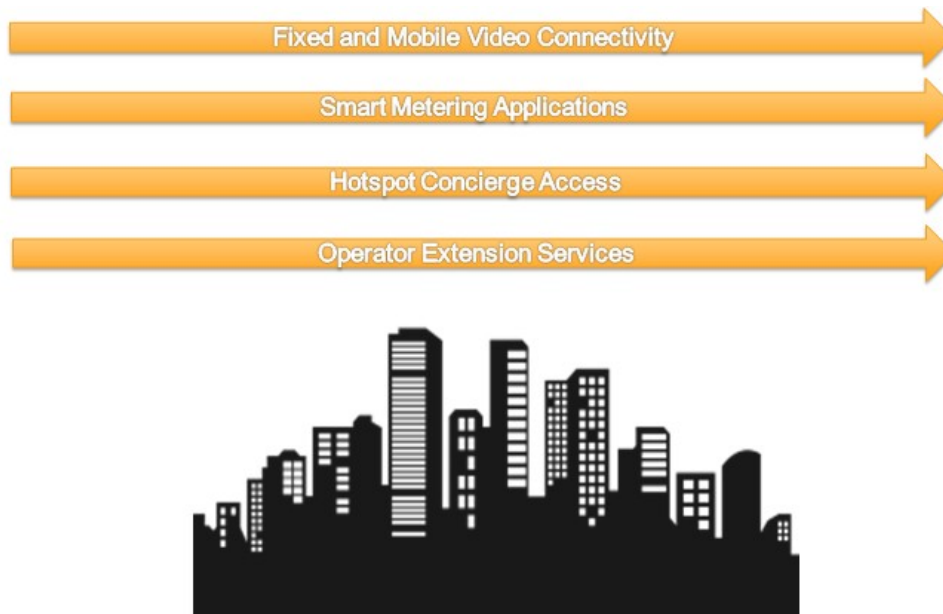 Fixed and Mobile Video Connectivity
Smart Metering Applications
Hotspot Concierge Access
Operator Extension Services